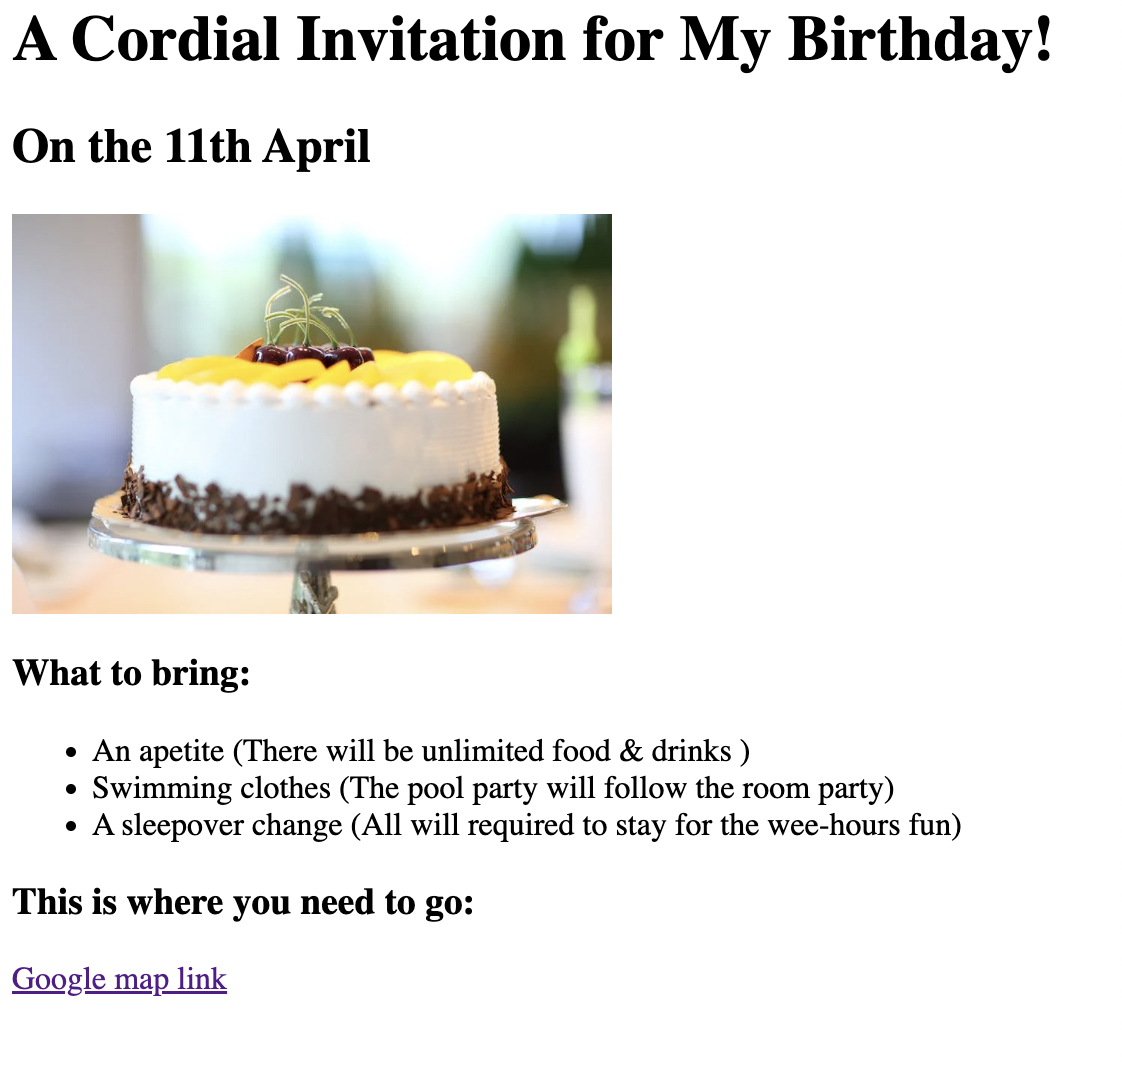 A Cordial Invitation for My Birthday!
On the 11th April
What to bring:
An apetite (There will be unlimited food & drinks )
Swimming clothes (The pool party will follow the room party)
A sleepover change (All will required to stay for the wee-hours fun)
This is where you need to go:
Google map link